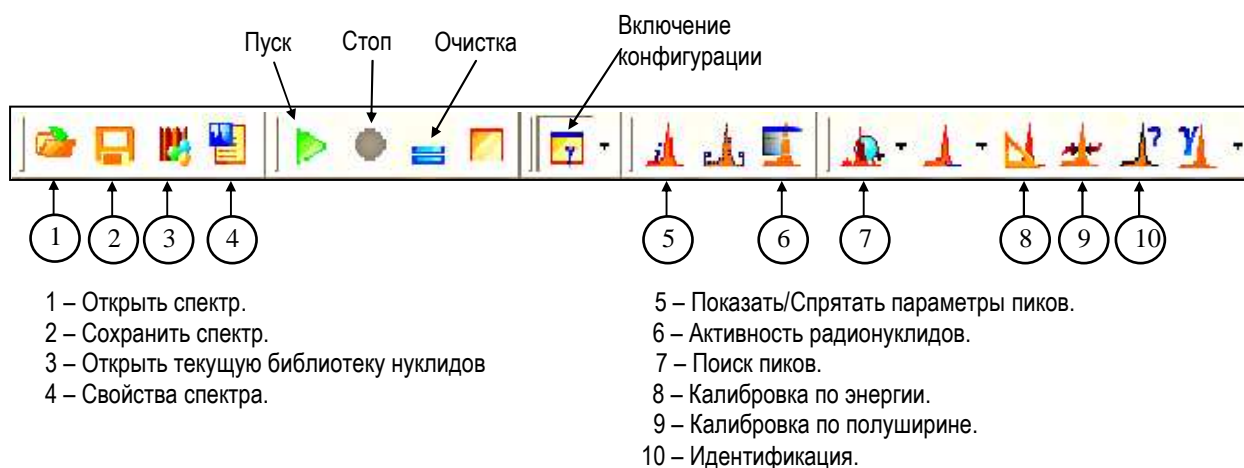 Пуск
Стоп
Очистка
Включение
конфигурации
1
2
3
4
5
6
7
8
9
10
1 – Открыть спектр.
2 – Сохранить спектр.
3 – Открыть текущую библиотеку нуклидов
4 – Свойства спектра.
5 – Показать/Спрятать параметры пиков.
6 – Активность радионуклидов.
7 – Поиск пиков.
8 – Калибровка по энергии.
9 – Калибровка по полуширине.
10 – Идентификация.